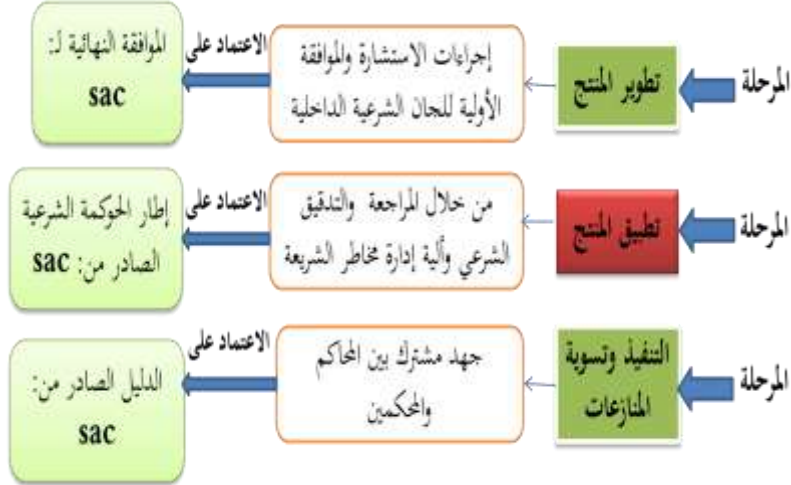 المرحلة
تطوير المنتج
إجراءات الاستشارة والموافقة
الأولية للجان الشرعية الداخلية
الاعتماد على
الموافقة النهائية لـ:
sac
المرحلة
تطبيق المنتج
من خلال المراجعة والتدقيق
الشرعي وألية إدارة مخاطر الشريعة
الاعتماد على
إطار الحوكمة الشرعية
الصادر من: sac
المرحلة
التنفيذ وتسوية
المنازعات
جهد مشترك بين المحاكم
والمحكمين
الاعتماد على
الدليل الصادر من:
sac